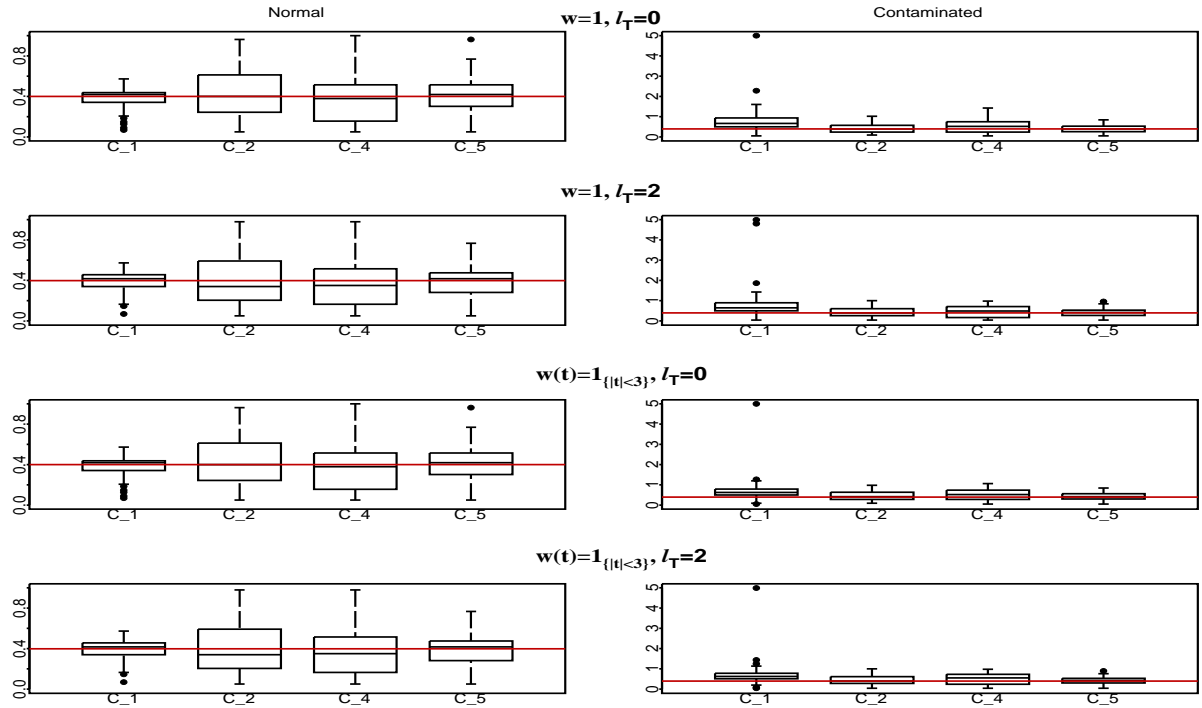 Normal
Contaminated
w=1, l_T=0
0.0 0.4 0.8
C_1 C_2 C_4 C_5
0 1 2 3 4 5
C_1 C_2 C_4 C_5
w=1, l_T=2
0.0 0.4 0.8
C_1 C_2 C_4 C_5
0 1 2 3 4 5
C_1 C_2 C_4 C_5
w(t)=1_{|t|<3}, l_T=0
0.0 0.4 0.8
C_1 C_2 C_4 C_5
0 1 2 3 4 5
C_1 C_2 C_4 C_5
w(t)=1_{|t|<3}, l_T=2
0.0 0.4 0.8
C_1 C_2 C_4 C_5
0 1 2 3 4 5
C_1 C_2 C_4 C_5